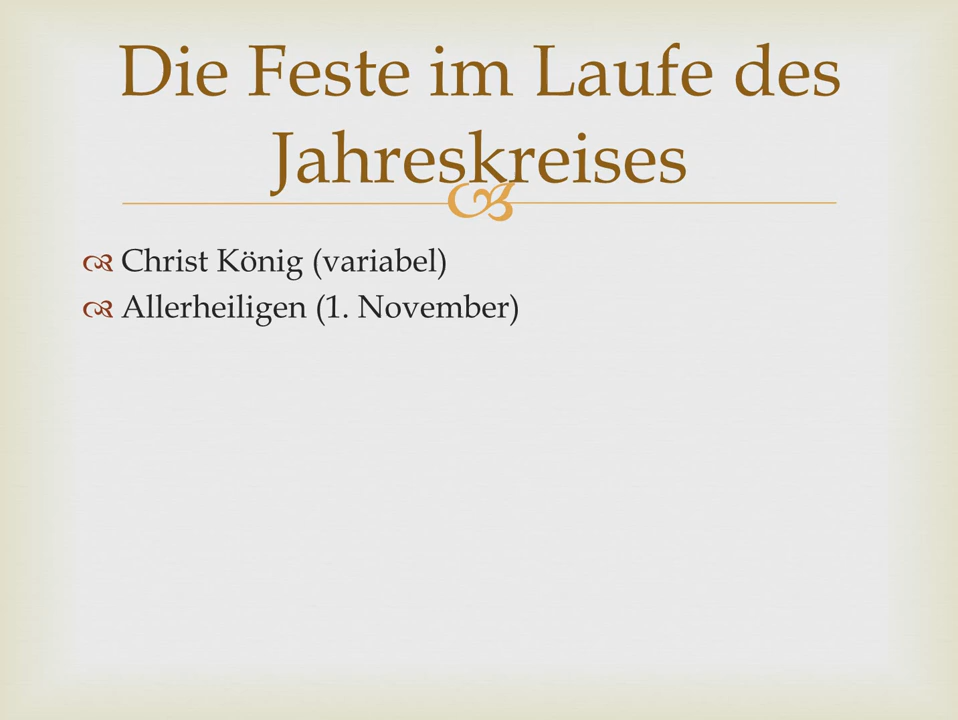 Die Feste im Laufe des
Jahreskreises
Christ König (variabel)
Allerheiligen (1. November)